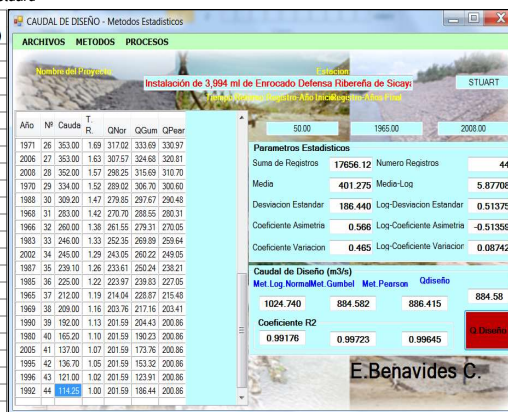 CAUDAL DE DISEÑO - Metodos Estadisticos
ARCHIVOS METODOS PROCESOS
Nombre del Proyecto Estacion
Instalación de 3,994 ml de Enrocado Defensa Ribereña de Sicaya STUART
50.00 1965.00 2008.00
Año Nº Cauda T. R. QNor QGum QPear
1971 26 353.00 1.69 317.02 333.69 330.97
2006 27 353.00 1.63 307.57 324.68 320.81
2008 28 352.00 1.57 298.25 315.69 310.70
1970 29 334.00 1.52 289.02 306.70 300.60
1988 30 309.20 1.47 279.85 297.67 290.48
1968 31 283.00 1.42 270.70 288.55 280.31
1966 32 260.00 1.38 261.55 279.31 270.05
1983 33 246.00 1.33 252.35 269.89 259.64
2002 34 245.00 1.29 243.05 260.22 249.05
1987 35 239.10 1.26 233.61 250.24 238.21
1985 36 225.00 1.22 223.97 239.83 227.05
1965 37 212.00 1.19 214.04 228.87 215.48
1969 38 209.00 1.16 203.76 217.16 203.41
1990 39 192.00 1.13 201.59 204.43 200.86
1980 40 165.20 1.10 201.59 190.23 200.86
2005 41 137.00 1.07 201.59 173.76 200.86
1995 42 136.70 1.05 201.59 153.32 200.86
1996 43 121.00 1.02 201.59 123.91 200.86
1992 44 114.25 1.00 201.59 186.44 200.86
Parametros Estadisticos
Suma de Registros 17656.12 Numero Registros 44
Media 401.275 Media-Log 5.87708
Desviacion Estandar 186.440 Log-Desviacion Estandar 0.51375
Coeficiente Asimetria 0.566 Log-Coeficiente Asimetria -0.51359
Coeficiente Variacion 0.465 Log-Coeficiente Variacior 0.08742
Caudal de Diseño (m3/s)
Met.Log.Normal Met.Gumbel Met.Pearson Qdiseño
1024.740 884.582 886.415 884.58
Coeficiente R2
0.99176 0.99723 0.99645 Q Diseño
E.Benavides C.